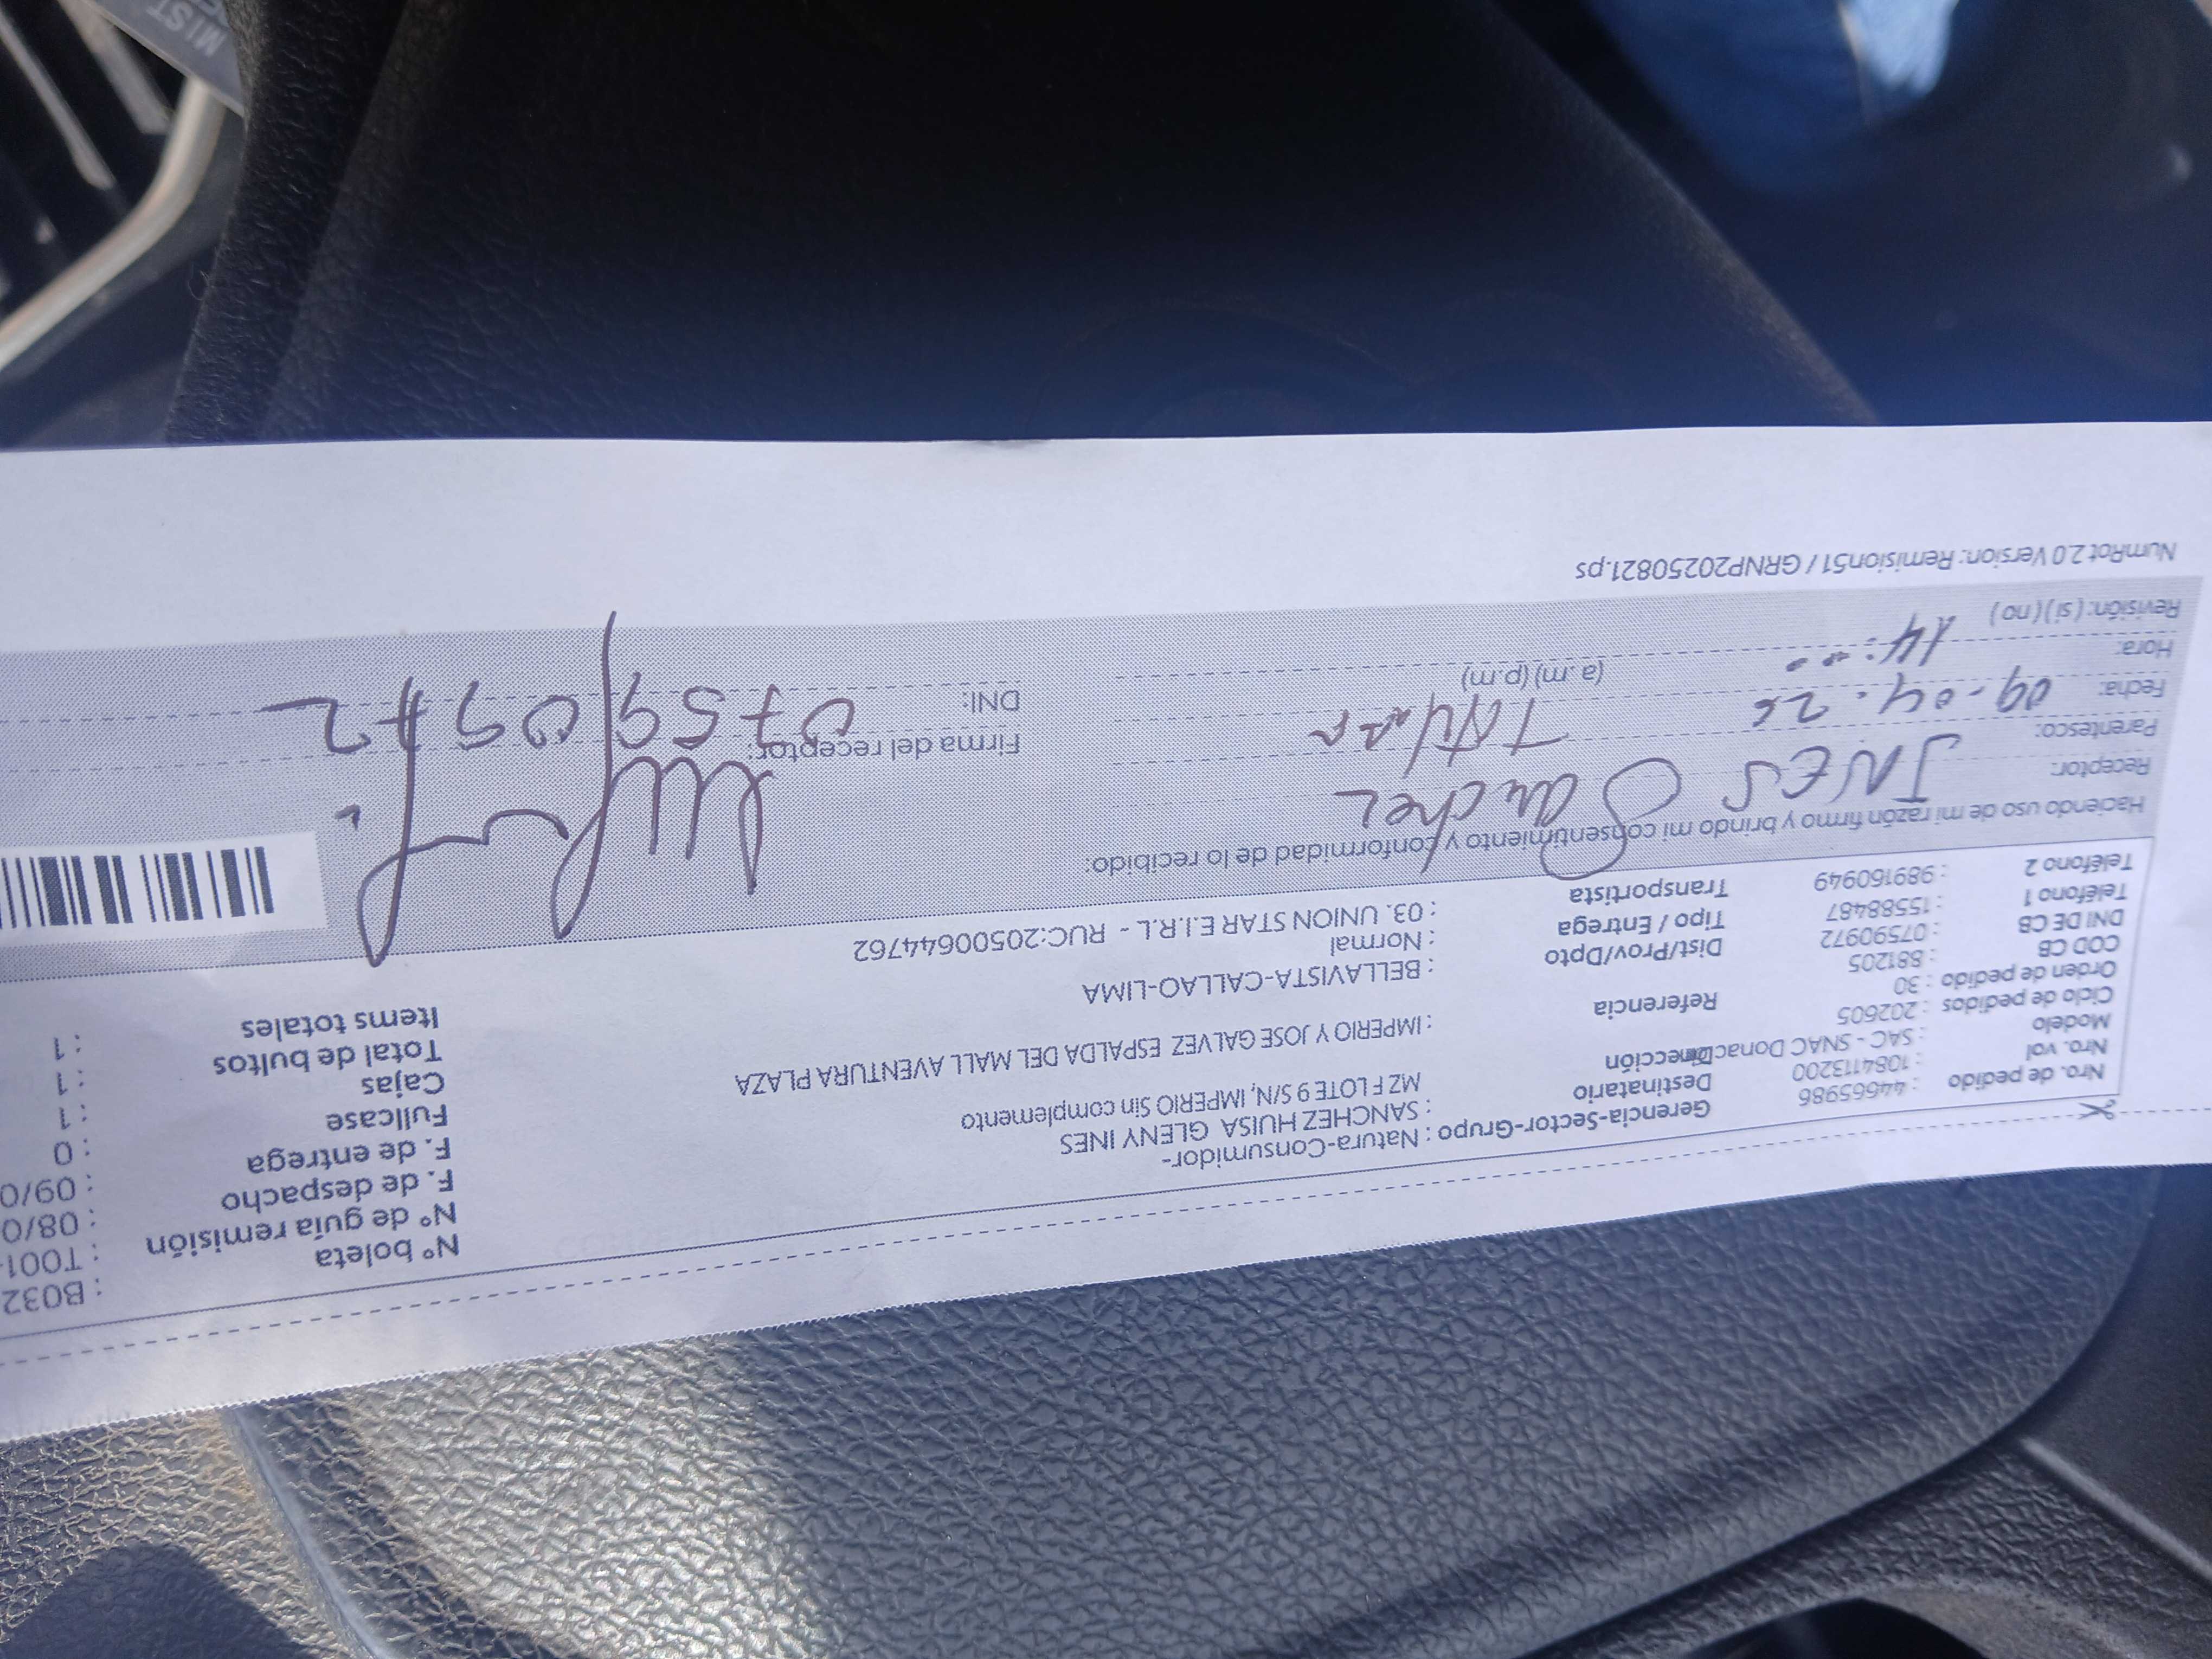 Nro. de pedido : 44665986
Nro. vol : 1084113200
Modelo : SAC - SNAC Donac
Ciclo de pedidos : 202605
Orden de pedido : 30
COD CB : 881205
DNI DE CB : 07590972
Teléfono 1 : 15588487
Teléfono 2 : 989160949
Gerencia-Sector-Grupo : Natura-Consumidor-
Destinatario : SANCHEZ HUISA GLENY INES
Dirección MZ F LOTE 9 S/N, IMPERIO Sin complemento
Referencia : IMPERIO Y JOSE GALVEZ ESPALDA DEL MALL AVENTURA PLAZA
Dist/Prov/Dpto : BELLAVISTA-CALLAO-LIMA
Tipo / Entrega : Normal
Transportista : 03. UNION STAR E.I.R.L - RUC:20500644762
Nº boleta : B032
Nº de guía remisión : T001-
F. de despacho : 08/0
F. de entrega : 09/0
Fullcase : 0
Cajas : 1
Total de bultos : 1
Items totales : 1
Haciendo uso de mi razón firmo y brindo mi consentimiento y conformidad de lo recibido:
Receptor: INES Sanchez
Parentesco: Titular
Fecha: 09-04.26
Hora: 14:00 (a.m) (p.m)
Revisión: (si) (no)
Firma del receptor:
DNI: 07590972
NumRot 2.0 Version: Remision51 / GRNP20250821.ps
MIST